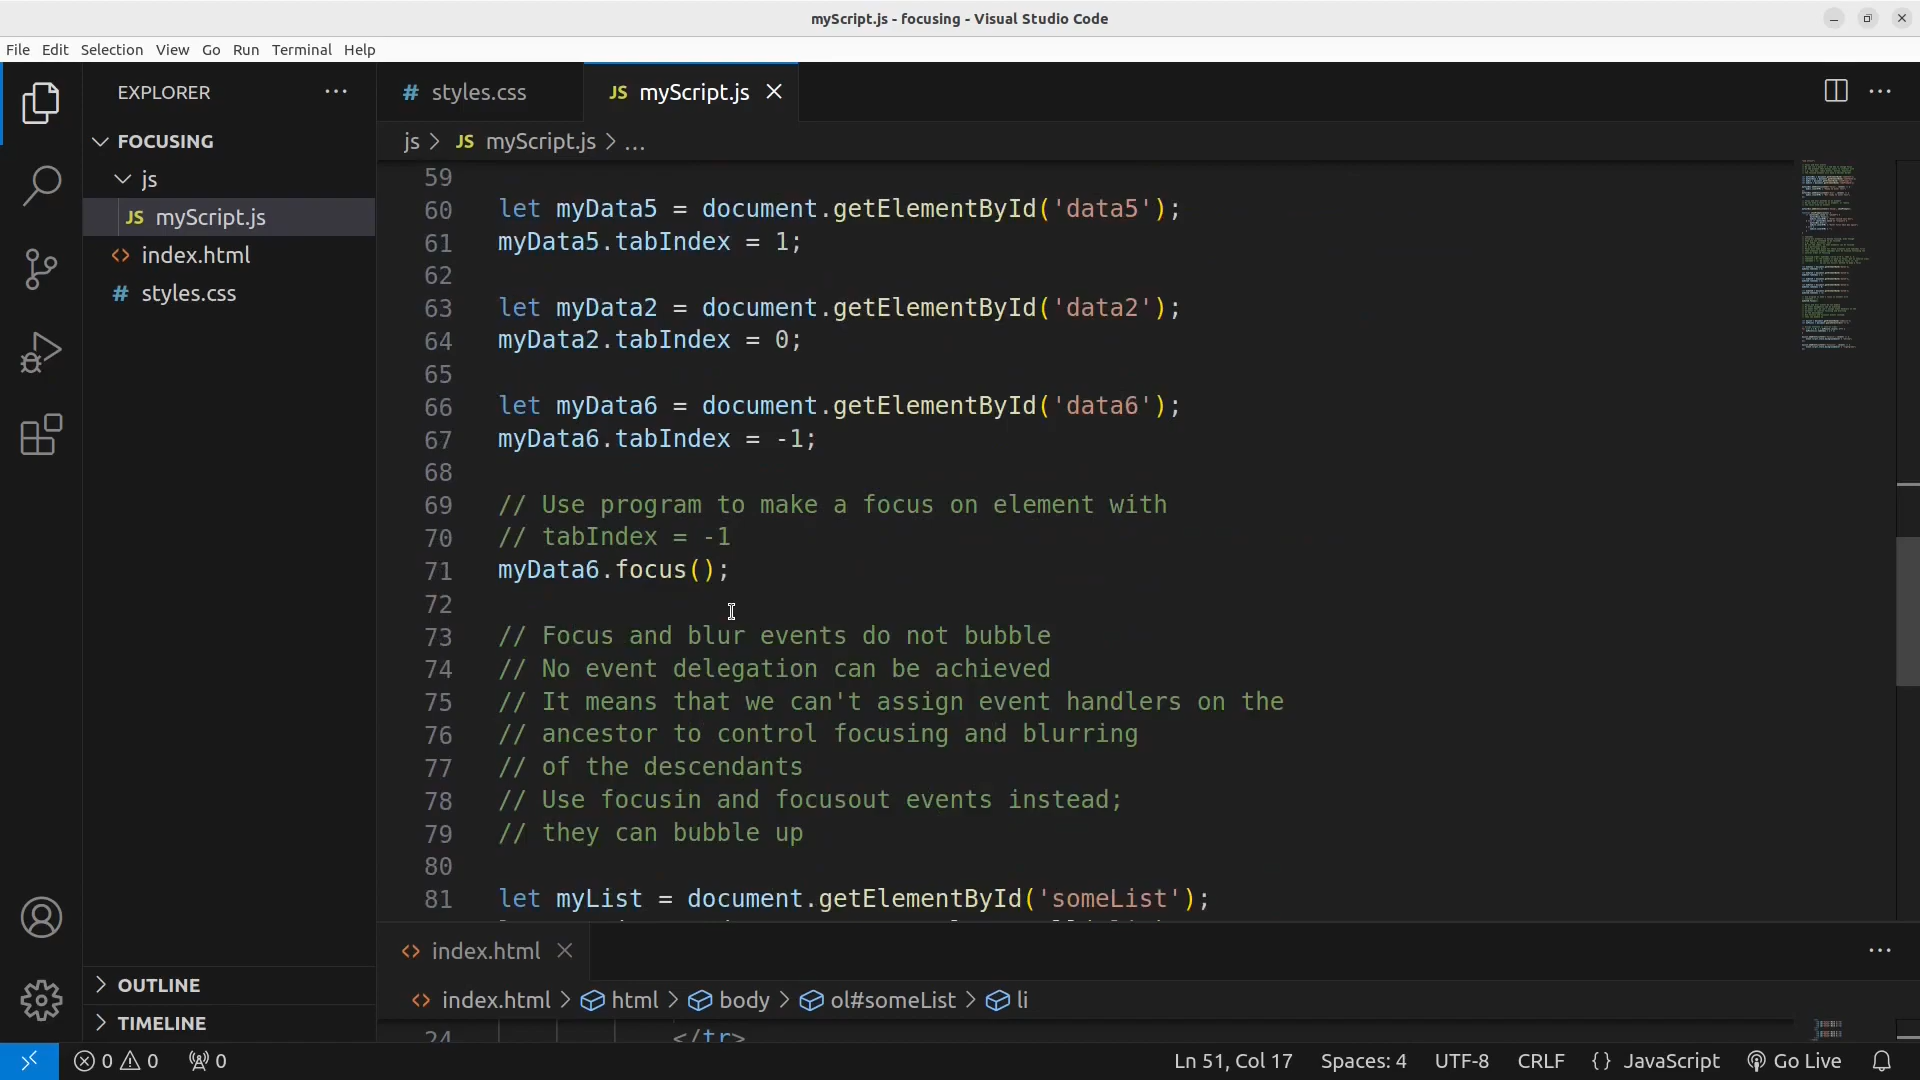 myScript.js - focusing - Visual Studio Code
File Edit Selection View Go Run Terminal Help
EXPLORER
FOCUSING
js
JS myScript.js
index.html
# styles.css
OUTLINE
TIMELINE
# styles.css
JS myScript.js
js > JS myScript.js > ...
59
60 let myData5 = document.getElementById('data5');
61 myData5.tabIndex = 1;
62
63 let myData2 = document.getElementById('data2');
64 myData2.tabIndex = 0;
65
66 let myData6 = document.getElementById('data6');
67 myData6.tabIndex = -1;
68
69 // Use program to make a focus on element with
70 // tabIndex = -1
71 myData6.focus();
72
73 // Focus and blur events do not bubble
74 // No event delegation can be achieved
75 // It means that we can't assign event handlers on the
76 // ancestor to control focusing and blurring
77 // of the descendants
78 // Use focusin and focusout events instead;
79 // they can bubble up
80
81 let myList = document.getElementById('someList');
<> index.html
<> index.html > html > body > ol#someList > li
24 </tr>
0 0 0 Ln 51, Col 17 Spaces: 4 UTF-8 CRLF {} JavaScript Go Live